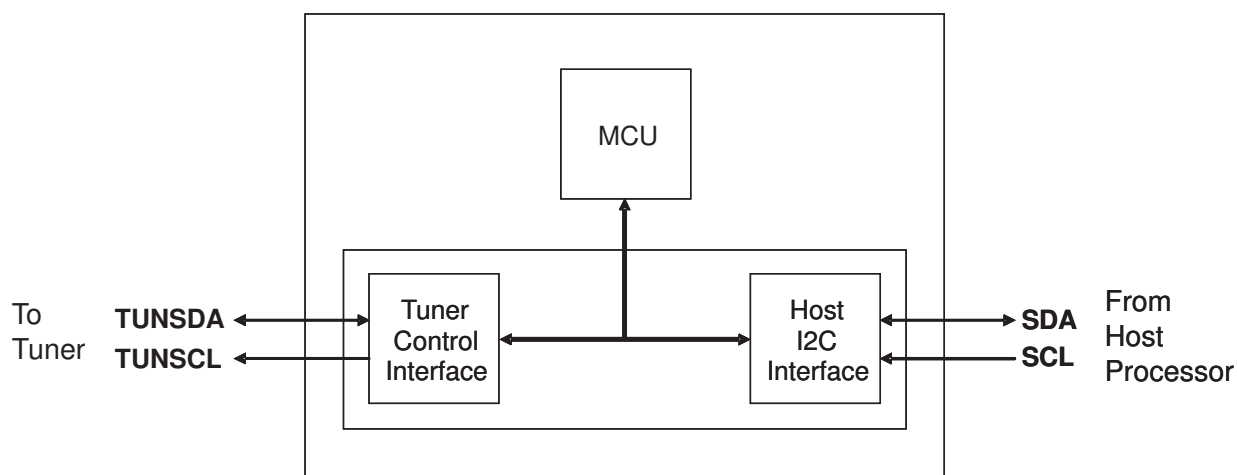 MCU
To
Tuner
TUNSDA
TUNSCL
Tuner
Control
Interface
Host
I2C
Interface
SDA
SCL
From
Host
Processor